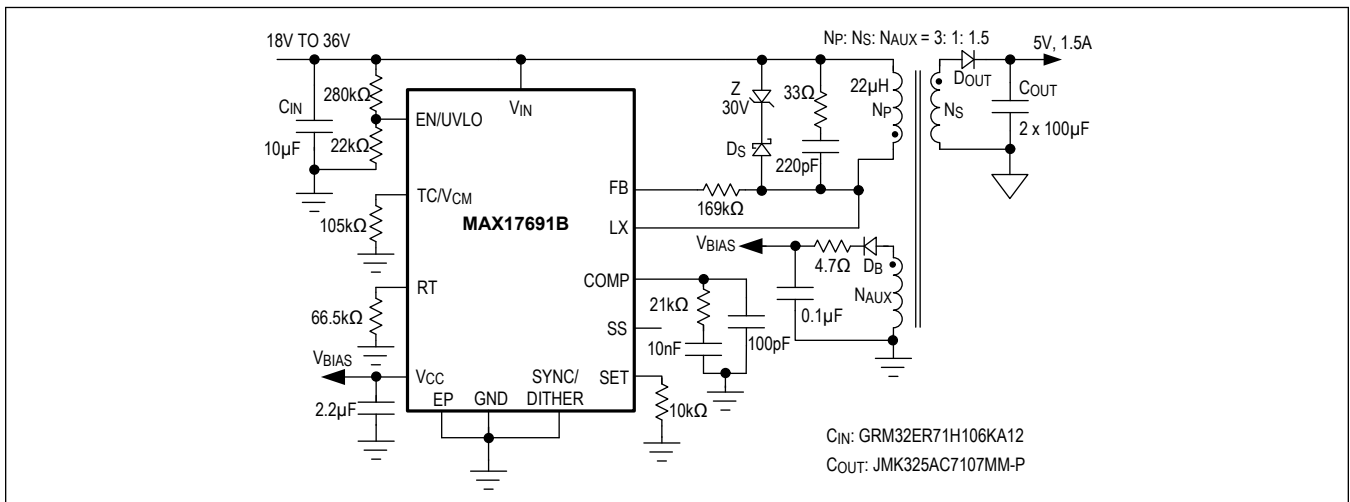 18V TO 36V
NP: NS: NAUX = 3: 1: 1.5
5V, 1.5A
DOUT
CIN
10µF
280kΩ
22kΩ
EN/UVLO
VIN
Z
30V
DS
33Ω
220pF
22µH
NP
NS
COUT
2 x 100µF
TC/VCM
105kΩ
MAX17691B
FB
169kΩ
LX
VBIAS
4.7Ω
DB
NAUX
0.1µF
RT
66.5kΩ
COMP
21kΩ
10nF
100pF
SS
VBIAS
VCC
2.2µF
EP
GND
SYNC/
DITHER
SET
10kΩ
CIN: GRM32ER71H106KA12
COUT: JMK325AC7107MM-P